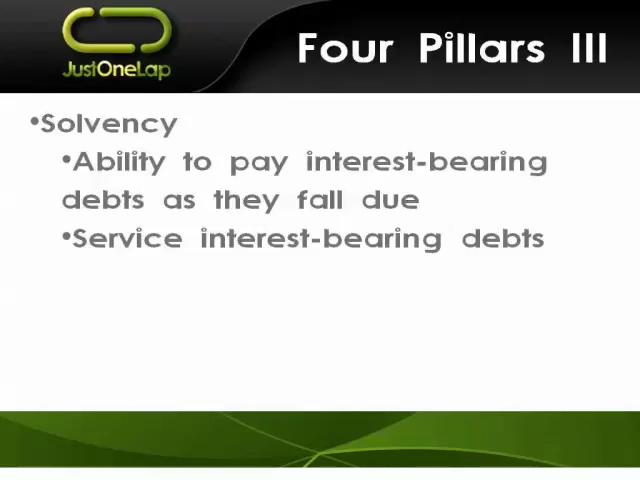 JustOneLap
Four Pillars III
•Solvency
•Ability to pay interest-bearing
debts as they fall due
•Service interest-bearing debts